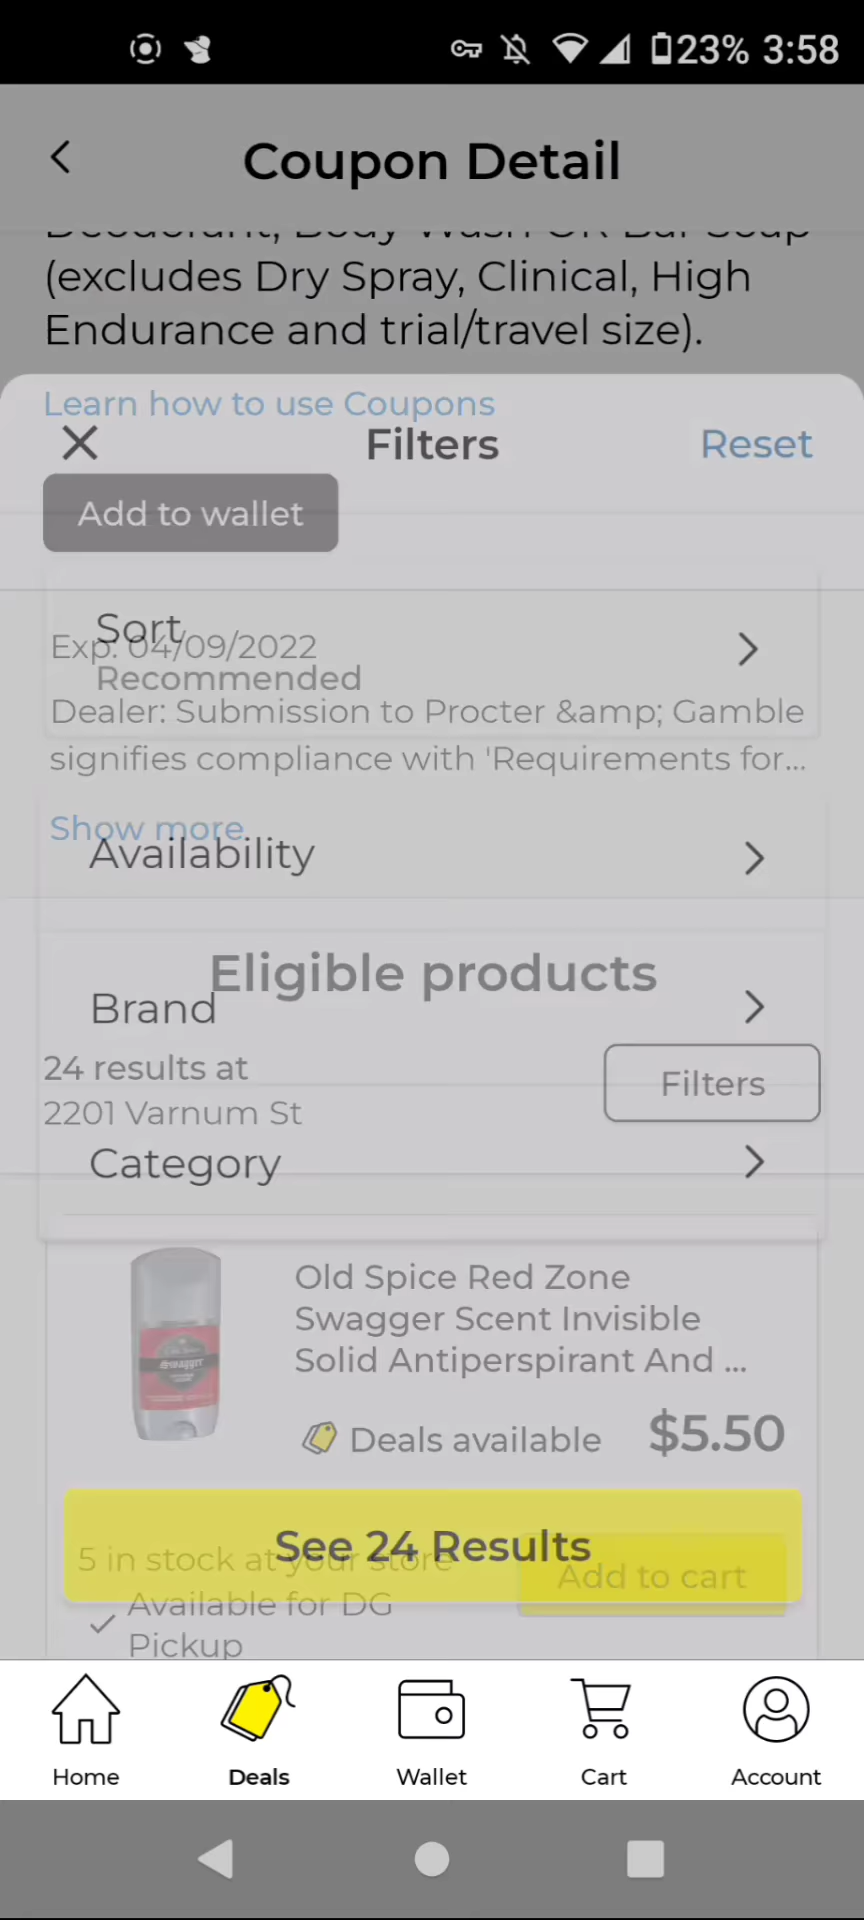 23% 3:58
Coupon Detail
Deodorant, Body Wash OR Bar Soap
(excludes Dry Spray, Clinical, High
Endurance and trial/travel size).
Learn how to use Coupons
Filters
Reset
Add to wallet
Sort
Exp: 04/09/2022
Recommended
Dealer: Submission to Procter &amp; Gamble
signifies compliance with 'Requirements for...
Show more
Availability
Eligible products
Brand
24 results at
Filters
2201 Varnum St
Category
Old Spice Red Zone
Swagger Scent Invisible
Solid Antiperspirant And ...
Swagger
Deals available
$5.50
See 24 Results
5 in stock at your store
Add to cart
Available for DG
Pickup
Home
Deals
Wallet
Cart
Account